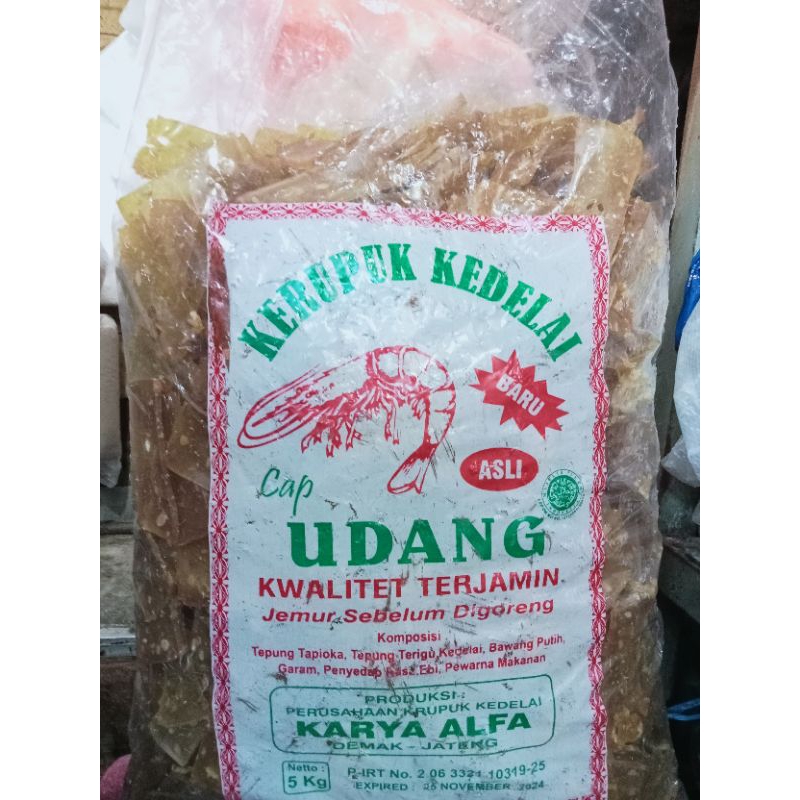 KERUPUK KEDELAI
BARU
ASLI
Cap
UDANG
KWALITET TERJAMIN
Jemur Sebelum Digoreng
Komposisi
Tepung Tapioka, Tepung Terigu, Kedelai, Bawang Putih,
Garam, Penyedap Rasa Ebi, Pewarna Makanan
PRODUKSI :
PERUSAHAAN KRUPUK KEDELAI
KARYA ALFA
DEMAK - JATENG
Netto :
5 Kg
P-IRT No. 2 06 3321 10319-25
EXPIRED : 25 NOVEMBER 2024